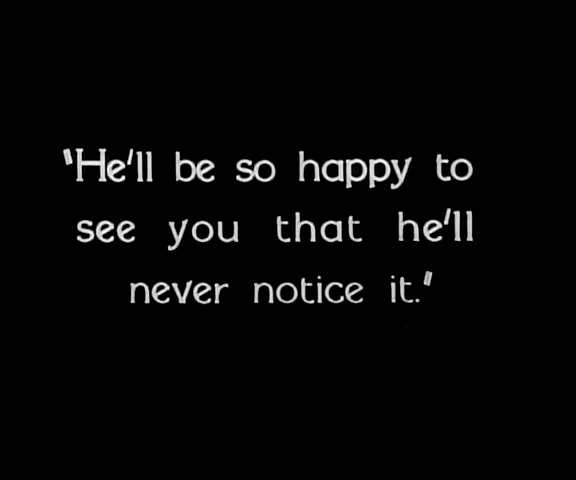 "He'll be so happy to
see you that he'll
never notice it."